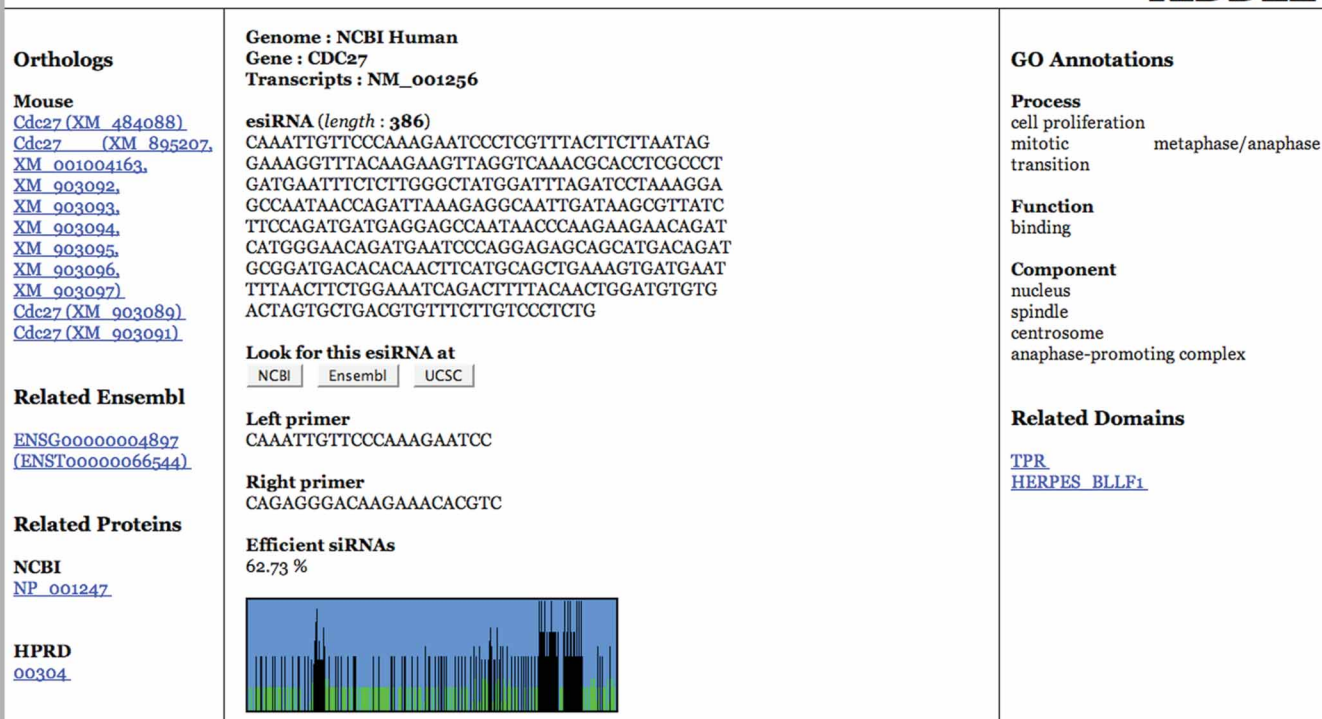 Orthologs
Mouse
Cdc27 (XM_484088)
Cdc27 (XM_895207,
XM_001004163,
XM_903092,
XM_903093,
XM_903094,
XM_903095,
XM_903096,
XM_903097)
Cdc27 (XM_903089)
Cdc27 (XM_903091)
Related Ensembl
ENSG00000004897
(ENST00000066544)
Related Proteins
NCBI
NP_001247
HPRD
00304
Genome : NCBI Human
Gene : CDC27
Transcripts : NM_001256
esiRNA (length : 386)
CAAATTGTTCCCAAAGAATCCCTCGTTTACTTCTTAATAG
GAAAGGTTTACAAGAAGTTAGGTCAAACGCACCTCGCCCT
GATGAATTTCTCTTGGGCTATGGATTTAGATCCTAAAGGA
GCCAATAACCAGATTAAAGAGGCAATTGATAAGCGTTATC
TTCCAGATGATGAGGAGCCAATAACCCAAGAAGAACAGAT
CATGGGAACAGATGAATCCCAGGAGAGCAGCATGACAGAT
GCGGATGACACACAACTTCATGCAGCTGAAAGTGATGAAT
TTTAACTTCTGGAAATCAGACTTTTACAACTGGATGTGTG
ACTAGTGCTGACGTGTTTCTTGTCCCTCTG
Look for this esiRNA at
NCBI Ensembl UCSC
Left primer
CAAATTGTTCCCAAAGAATCC
Right primer
CAGAGGGACAAGAAACACGTC
Efficient siRNAs
62.73 %
GO Annotations
Process
cell proliferation
mitotic metaphase/anaphase
transition
Function
binding
Component
nucleus
spindle
centrosome
anaphase-promoting complex
Related Domains
TPR
HERPES_BLLF1